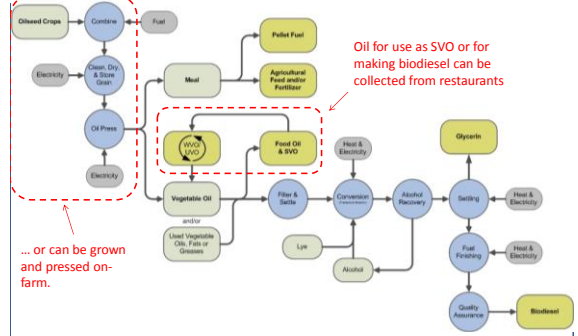 Oilseed Crops
Combine
Fuel
Clean, Dry,
& Store
Grain
Electricity
Oil Press
Electricity
Meal
Pellet Fuel
Agricultural
Feed and/or
Fertilizer
Oil for use as SVO or for
making biodiesel can be
collected from restaurants
WVO/
UVO
Food Oil
& SVO
Vegetable Oil
and/or
Used Vegetable
Oils, Fats or
Greases
Filter &
Settle
Heat &
Electricity
Conversion
Lye
Alcohol
Alcohol
Recovery
Glycerin
Settling
Heat &
Electricity
Fuel
Finishing
Heat &
Electricity
Quality
Assurance
Biodiesel
... or can be grown
and pressed on-
farm.